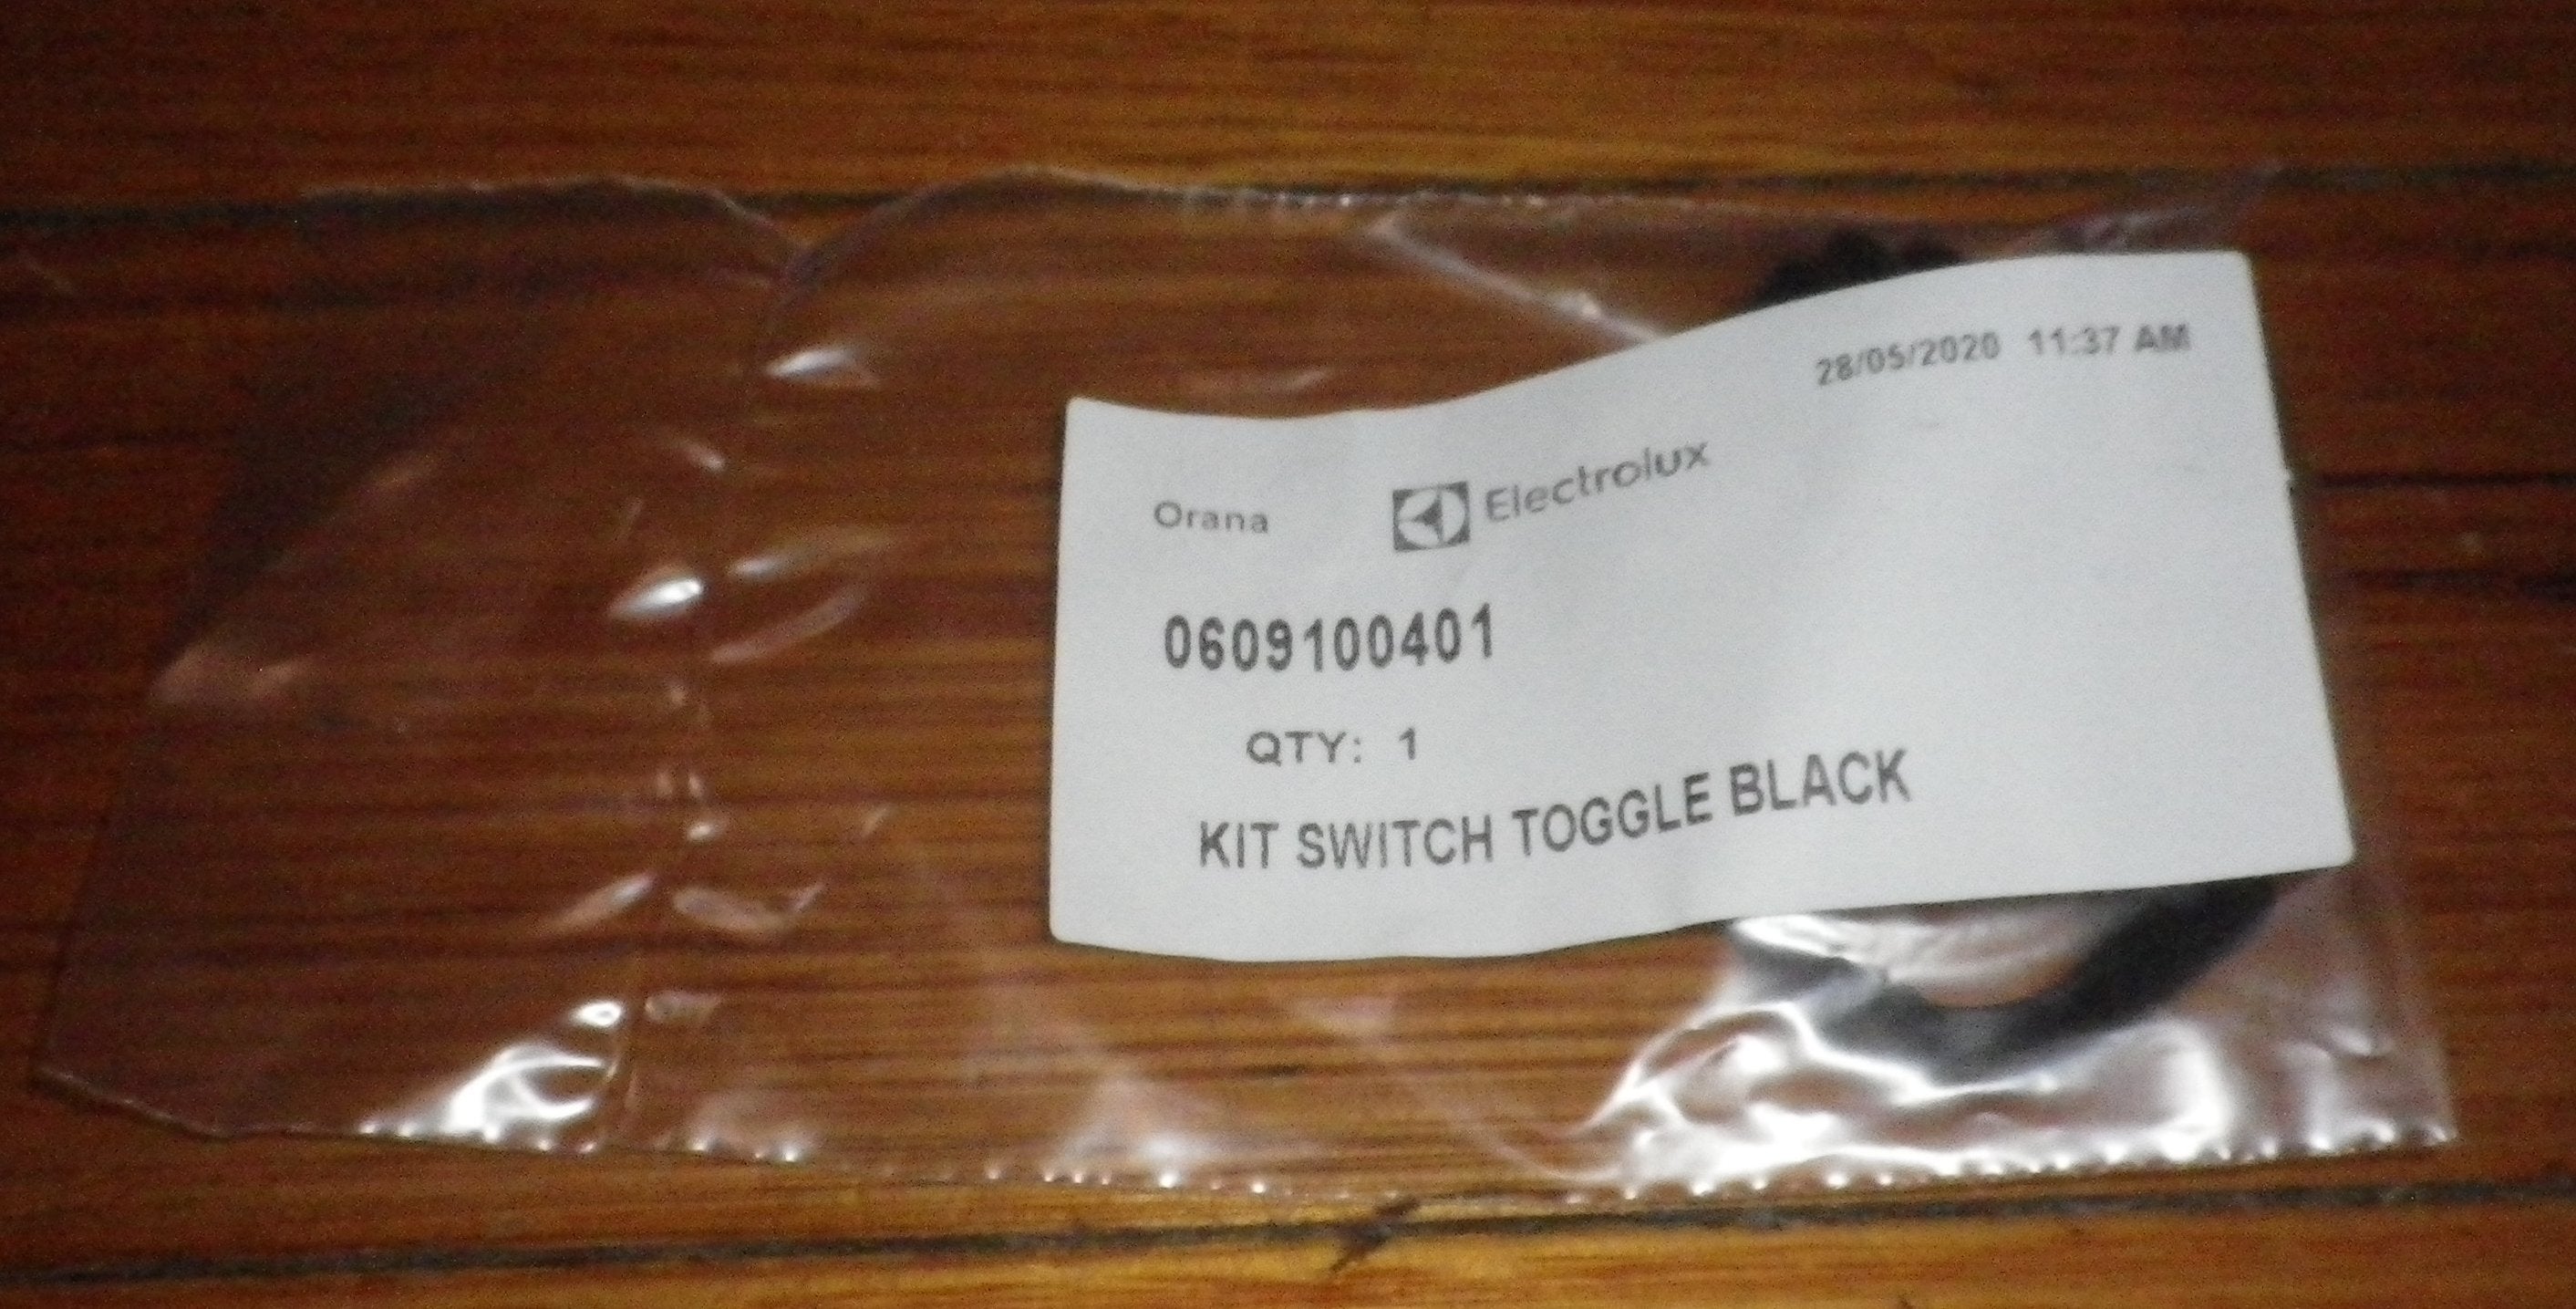 28/05/2020 11:37 AM
Orana Electrolux
0609100401
QTY: 1
KIT SWITCH TOGGLE BLACK